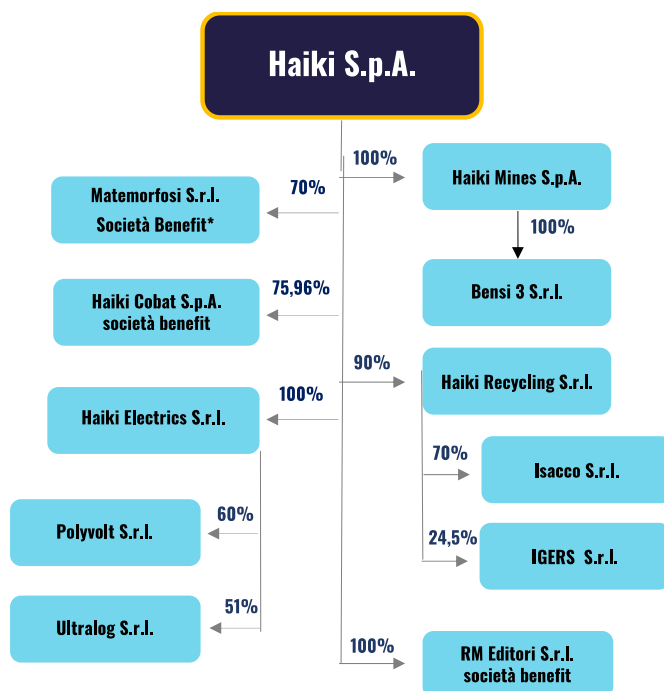 Haiki S.p.A.
100%
Haiki Mines S.p.A.
70%
Matemorfosi S.r.l.
Società Benefit*
100%
75,96%
Haiki Cobat S.p.A.
società benefit
Bensi 3 S.r.l.
90%
Haiki Recycling S.r.l.
100%
Haiki Electrics S.r.l.
70%
Isacco S.r.l.
60%
Polyvolt S.r.l.
24,5%
IGERS S.r.l.
51%
Ultralog S.r.l.
100%
RM Editori S.r.l.
società benefit